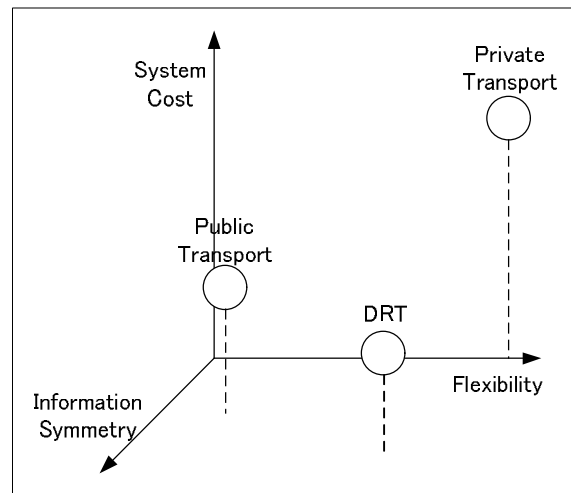 Private
Transport
System
Cost
Public
Transport
DRT
Flexibility
Information
Symmetry